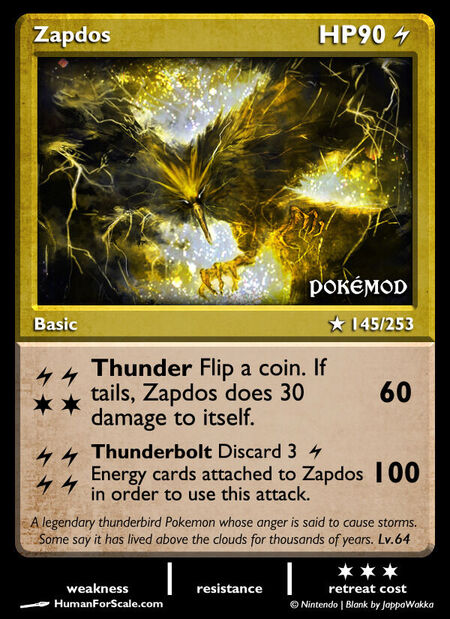 Zapdos HP90
POKÉMOD
Basic ★ 145/253
Thunder Flip a coin. If
tails, Zapdos does 30
damage to itself.
60
Thunderbolt Discard 3
Energy cards attached to Zapdos
in order to use this attack.
100
A legendary thunderbird Pokemon whose anger is said to cause storms.
Some say it has lived above the clouds for thousands of years. Lv.64
weakness resistance retreat cost
HumanForScale.com © Nintendo | Blank by JappaWakka